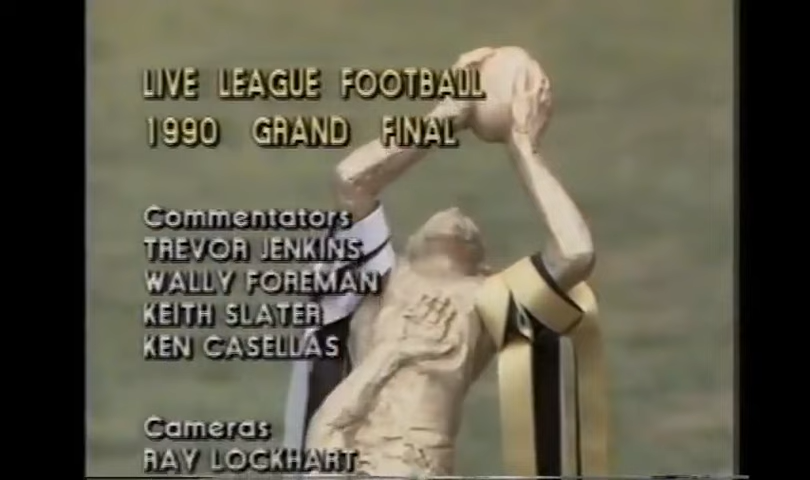 LIVE LEAGUE FOOTBALL
1990 GRAND FINAL
Commentators
TREVOR JENKINS
WALLY FOREMAN
KEITH SLATER
KEN CASELLAS
Cameras
RAY LOCKHART